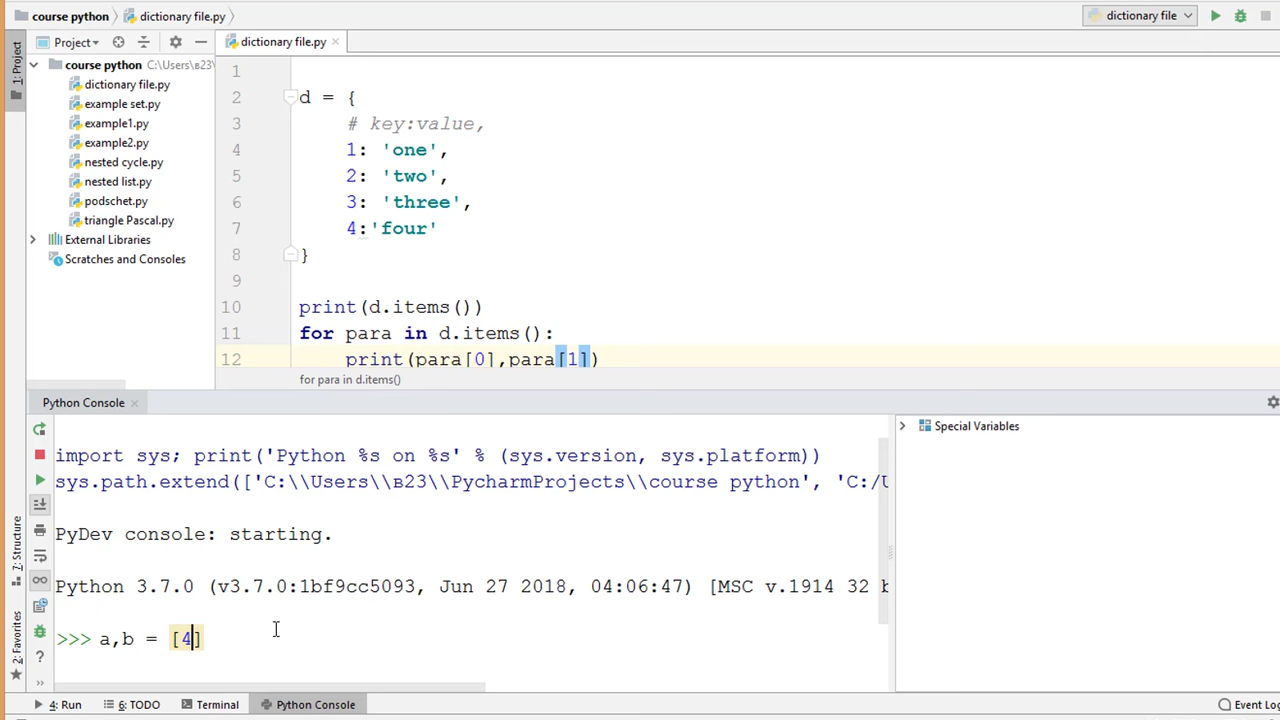 course python
dictionary file.py
dictionary file
Project
dictionary file.py
1: Project
course python C:\Users\в23\
dictionary file.py
example set.py
example1.py
example2.py
nested cycle.py
nested list.py
podschet.py
triangle Pascal.py
External Libraries
Scratches and Consoles
1
2 d = {
3 # key:value,
4 1: 'one',
5 2: 'two',
6 3: 'three',
7 4:'four'
8 }
9
10 print(d.items())
11 for para in d.items():
12 print(para[0],para[1])
for para in d.items()
Python Console
import sys; print('Python %s on %s' % (sys.version, sys.platform))
sys.path.extend(['C:\\Users\\в23\\PycharmProjects\\course python', 'C:/U
PyDev console: starting.
Python 3.7.0 (v3.7.0:1bf9cc5093, Jun 27 2018, 04:06:47) [MSC v.1914 32 b
>>> a,b = [4]
Special Variables
7: Structure
2: Favorites
4: Run
6: TODO
Terminal
Python Console
Event Log